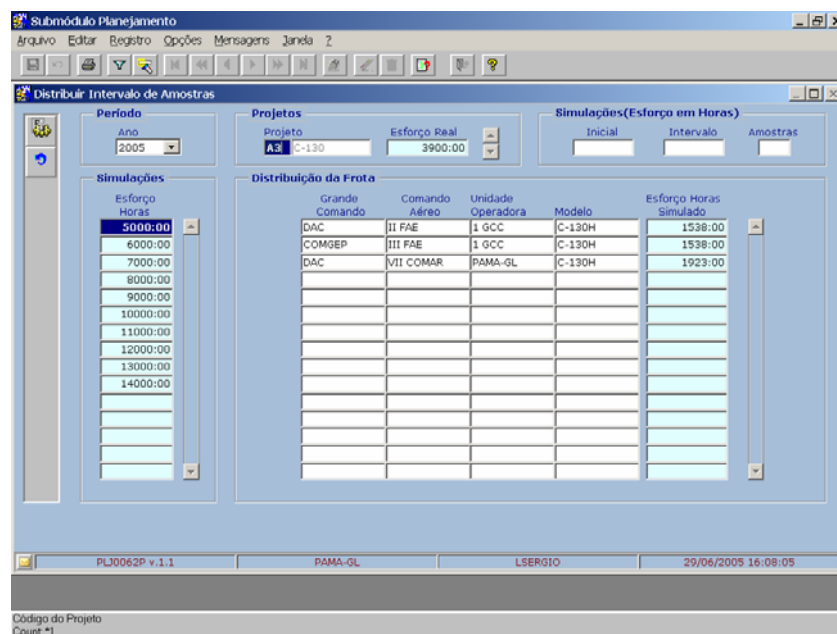 Submódulo Planejamento
Arquivo Editar Registro Opções Mensagens Janela ?
Distribuir Intervalo de Amostras
Período
Ano
2005
Projetos
Projeto Esforço Real
A3 C-130 3900:00
Simulações(Esforço em Horas)
Inicial Intervalo Amostras
Simulações
Esforço
Horas
5000:00
6000:00
7000:00
8000:00
9000:00
10000:00
11000:00
12000:00
13000:00
14000:00
Distribuição da Frota
Grande Comando Unidade Esforço Horas
Comando Aéreo Operadora Modelo Simulado
DAC II FAE 1 GCC C-130H 1538:00
COMGEP III FAE 1 GCC C-130H 1538:00
DAC VII COMAR PAMA-GL C-130H 1923:00
PLJ0062P v.1.1 PAMA-GL LSERGIO 29/06/2005 16:08:05
Código do Projeto
Count: *1